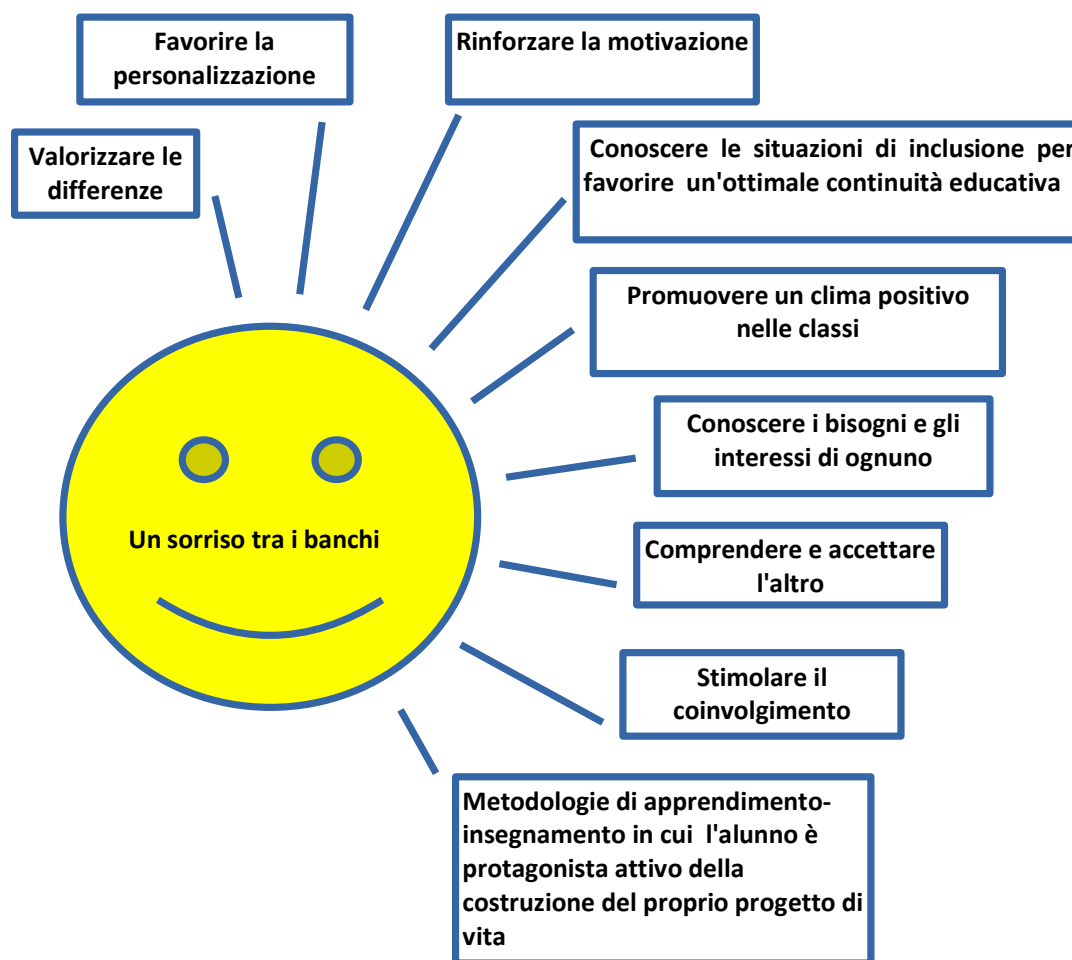 Favorire la
personalizzazione
Rinforzare la motivazione
Valorizzare le
differenze
Conoscere le situazioni di inclusione per
favorire un'ottimale continuità educativa
Promuovere un clima positivo
nelle classi
Conoscere i bisogni e gli
interessi di ognuno
Un sorriso tra i banchi
Comprendere e accettare
l'altro
Stimolare il
coinvolgimento
Metodologie di apprendimento-
insegnamento in cui l'alunno è
protagonista attivo della
costruzione del proprio progetto di
vita